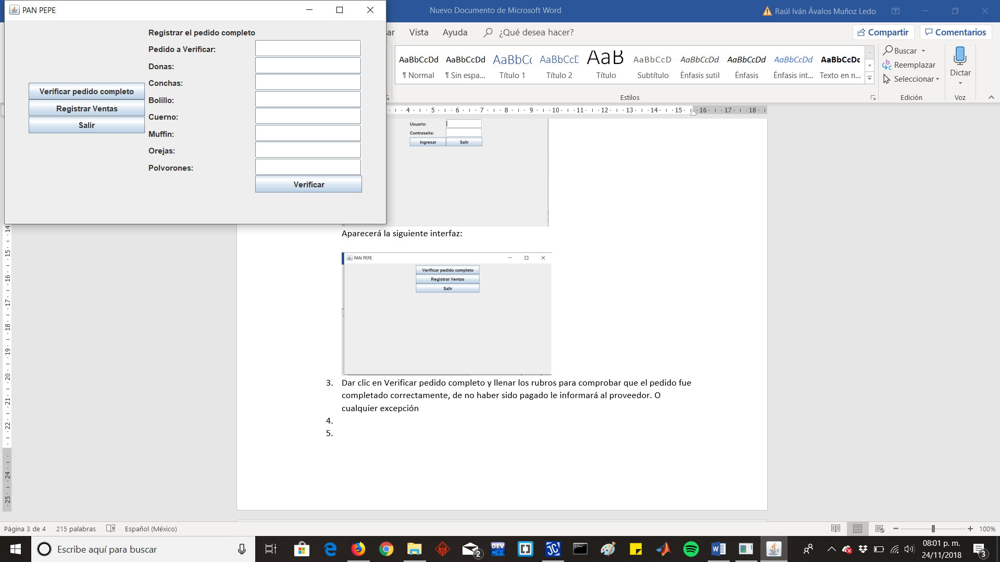 PAN PEPE
Registrar el pedido completo
Pedido a Verificar:
Donas:
Conchas:
Bolillo:
Cuerno:
Muffin:
Orejas:
Polvorones:
Verificar
Verificar pedido completo
Registrar Ventas
Salir
Nuevo Documento de Microsoft Word
Raúl Iván Ávalos Muñoz Ledo
ar Vista Ayuda ¿Qué desea hacer?
Compartir Comentarios
AaBbCcDd AaBbCcDd AaBbCc AaBbCcD AaB AaBbCcD AaBbCcDd AaBbCcDd AaBbCcDd AaBbCcDc
¶ Normal ¶ Sin espa... Título 1 Título 2 Título Subtítulo Énfasis sutil Énfasis Énfasis int... Texto en n...
Estilos
Buscar
Reemplazar
Seleccionar
Edición
Dictar
Voz
4 5 6 7 8 9 10 11 12 13 14 15 16 17 18
14 15 16 17 18 19 20 21 22 24 25
Usuario:
Contraseña:
Ingresar Salir
Aparecerá la siguiente interfaz:
PAN PEPE
Verificar pedido completo
Registrar Ventas
Salir
3. Dar clic en Verificar pedido completo y llenar los rubros para comprobar que el pedido fue
completado correctamente, de no haber sido pagado le informará al proveedor. O
cualquier excepción
4.
5.
Página 3 de 4 215 palabras Español (México)
100%
Escribe aquí para buscar
2
DEV
C++
JC
08:01 p. m.
24/11/2018
3